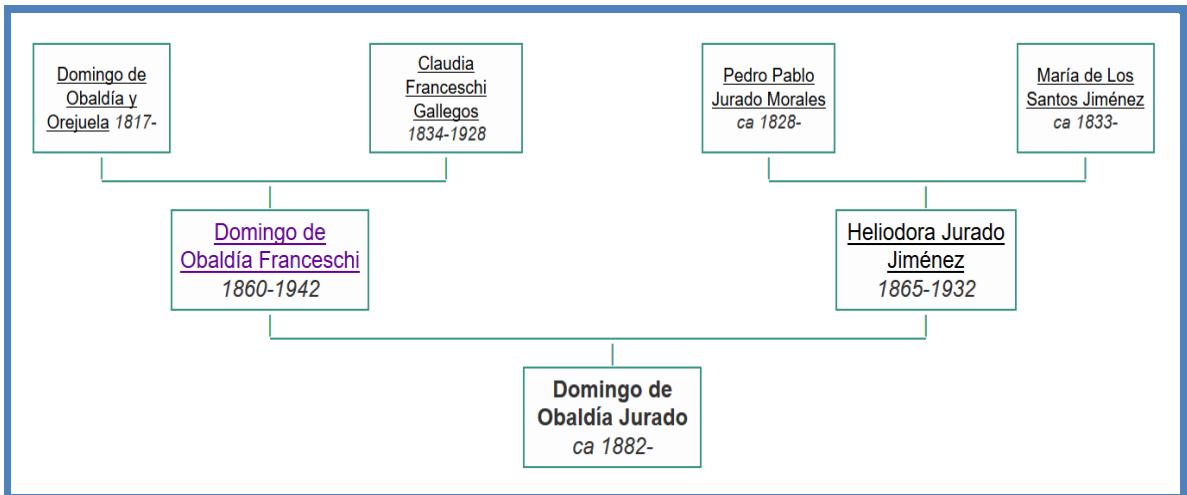 Domingo de
Obaldía y
Orejuela 1817-
Claudia
Franceschi
Gallegos
1834-1928
Pedro Pablo
Jurado Morales
ca 1828-
María de Los
Santos Jiménez
ca 1833-
Domingo de
Obaldía Franceschi
1860-1942
Heliodora Jurado
Jiménez
1865-1932
Domingo de
Obaldía Jurado
ca 1882-